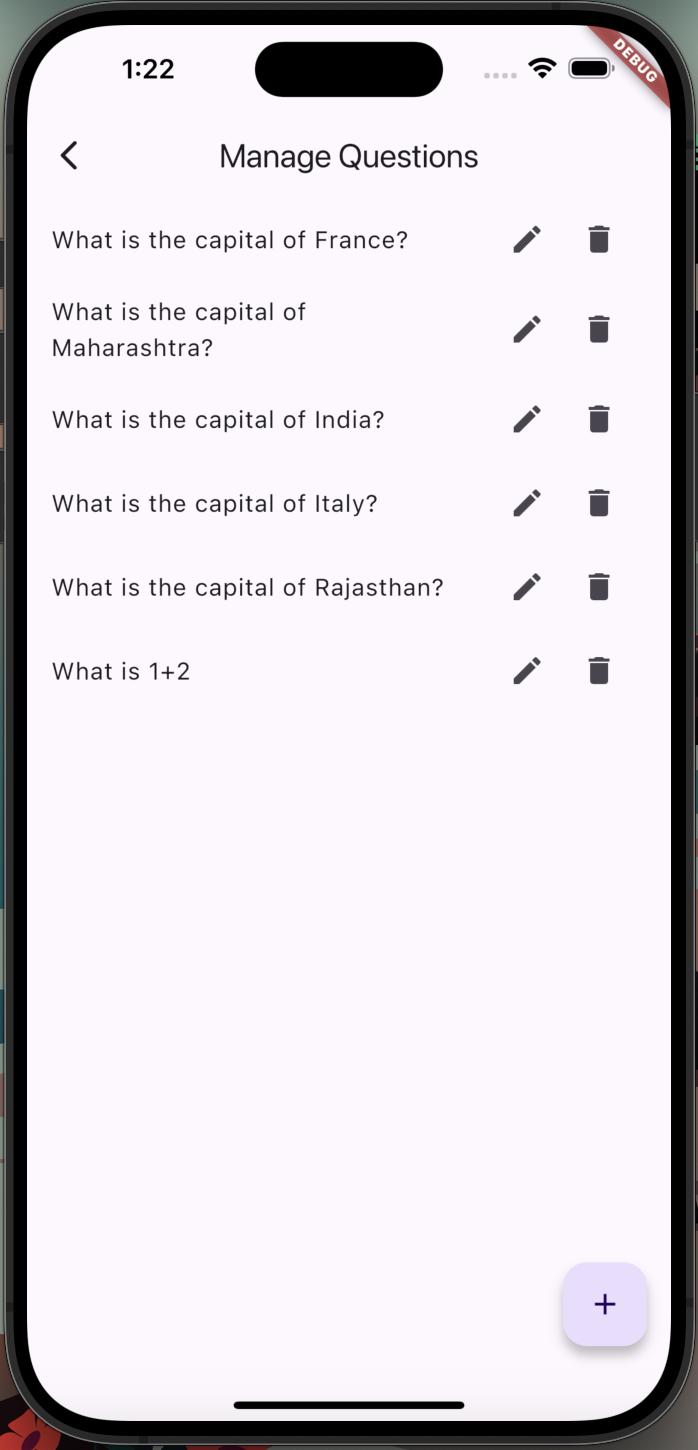 1:22
DEBUG
Manage Questions
What is the capital of France?
What is the capital of
Maharashtra?
What is the capital of India?
What is the capital of Italy?
What is the capital of Rajasthan?
What is 1+2
+